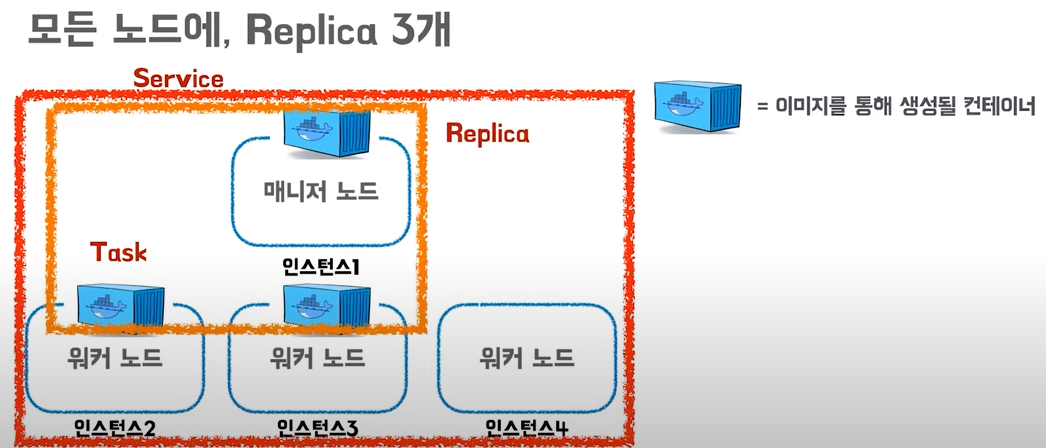 모든 노드에, Replica 3개
Service
= 이미지를 통해 생성될 컨테이너
Replica
매니저 노드
Task
인스턴스1
워커 노드
워커 노드
워커 노드
인스턴스2
인스턴스3
인스턴스4